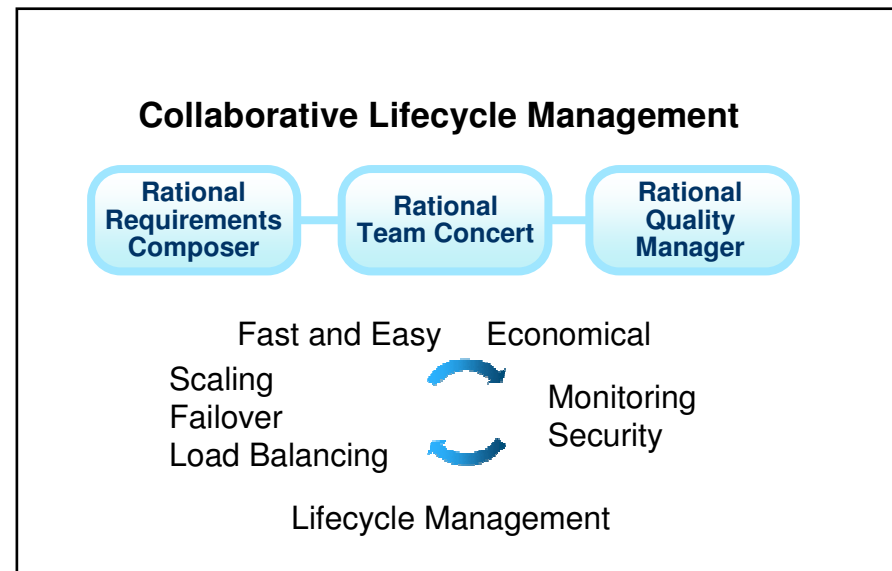 Collaborative Lifecycle Management
Rational
Requirements
Composer
Rational
Team Concert
Rational
Quality
Manager
Fast and Easy
Economical
Scaling
Failover
Load Balancing
Monitoring
Security
Lifecycle Management